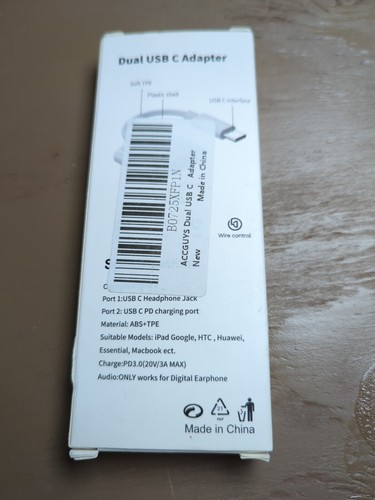 Dual USB C Adapter
Soft TPE
Plastic shell
USB C interface
B0725XFP1N
ACCGUYS Dual USB C Adapter
New
Made in China
Wire control
Port 1:USB C Headphone Jack
Port 2: USB C PD charging port
Material: ABS+TPE
Suitable Models: iPad Google, HTC , Huawei,
Essential, Macbook ect.
Charge:PD3.0(20V/3A MAX)
Audio:ONLY works for Digital Earphone
21
PAP
Made in China